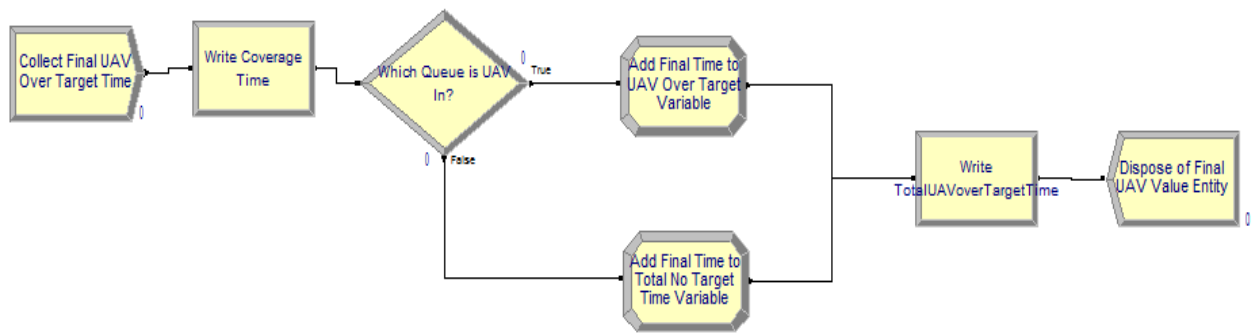 Collect Final UAV
Over Target Time
0
Write Coverage
Time
Which Queue is UAV
In?
0
True
0
False
Add Final Time to
UAV Over Target
Variable
Add Final Time to
Total No Target
Time Variable
Write
TotalUAVoverTargetTime
Dispose of Final
UAV Value Entity
0